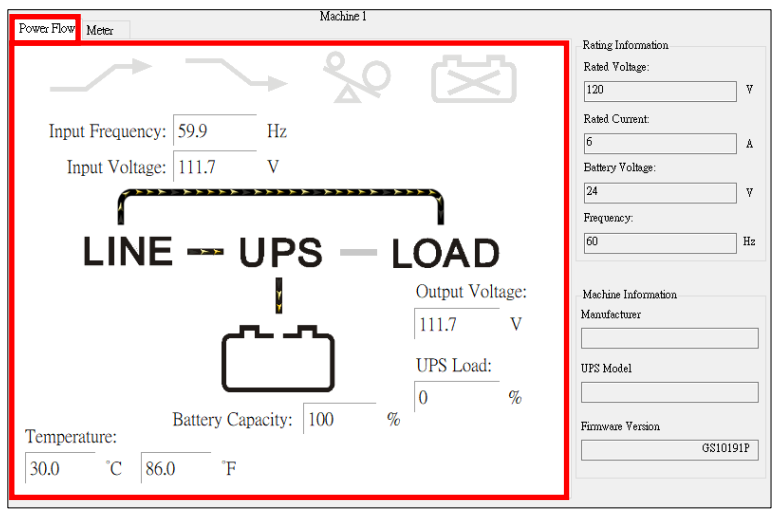 Machine 1
Power Flow Meter
Input Frequency: 59.9 Hz
Input Voltage: 111.7 V
LINE UPS LOAD
Output Voltage:
111.7 V
UPS Load:
0 %
Battery Capacity: 100 %
Temperature:
30.0 °C 86.0 °F
Rating Information
Rated Voltage:
120 V
Rated Current:
6 A
Battery Voltage:
24 V
Frequency:
60 Hz
Machine Information
Manufacturer
UPS Model
Firmware Version
GS10191P